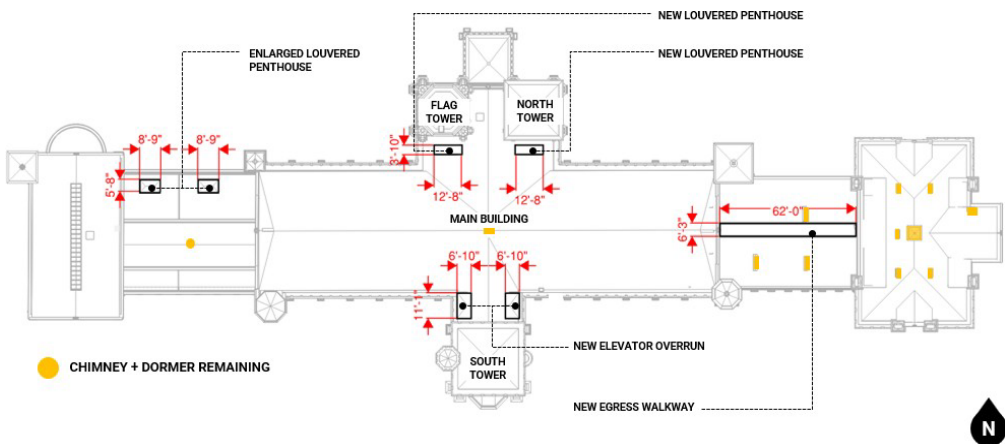 NEW LOUVERED PENTHOUSE
ENLARGED LOUVERED
PENTHOUSE
NEW LOUVERED PENTHOUSE
FLAG
TOWER
NORTH
TOWER
8'-9"
8'-9"
3'-10"
5'-8"
12'-8"
12'-8"
MAIN BUILDING
62'-0"
6'-3"
6'-10"
6'-10"
11'-1"
NEW ELEVATOR OVERRUN
SOUTH
TOWER
CHIMNEY + DORMER REMAINING
NEW EGRESS WALKWAY
N